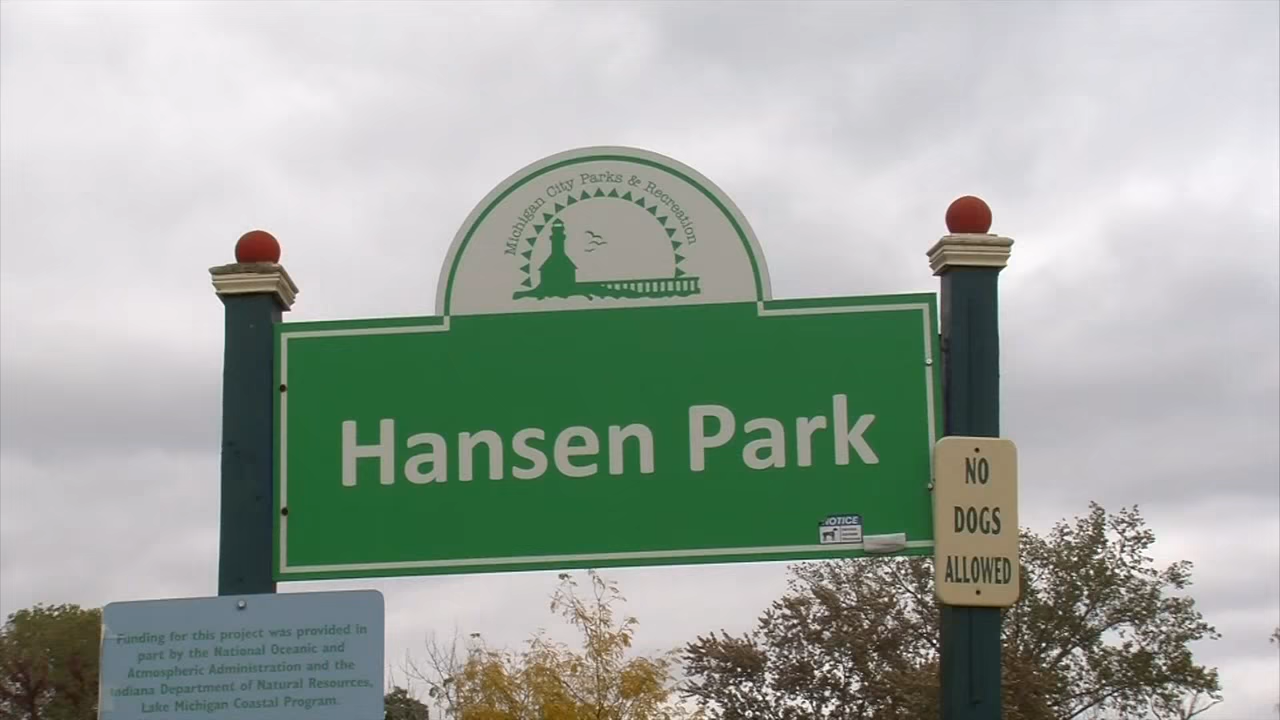 Michigan City Parks & Recreation
Hansen Park
NOTICE
NO
DOGS
ALLOWED
Funding for this project was provided in
part by the National Oceanic and
Atmospheric Administration and the
Indiana Department of Natural Resources,
Lake Michigan Coastal Program.